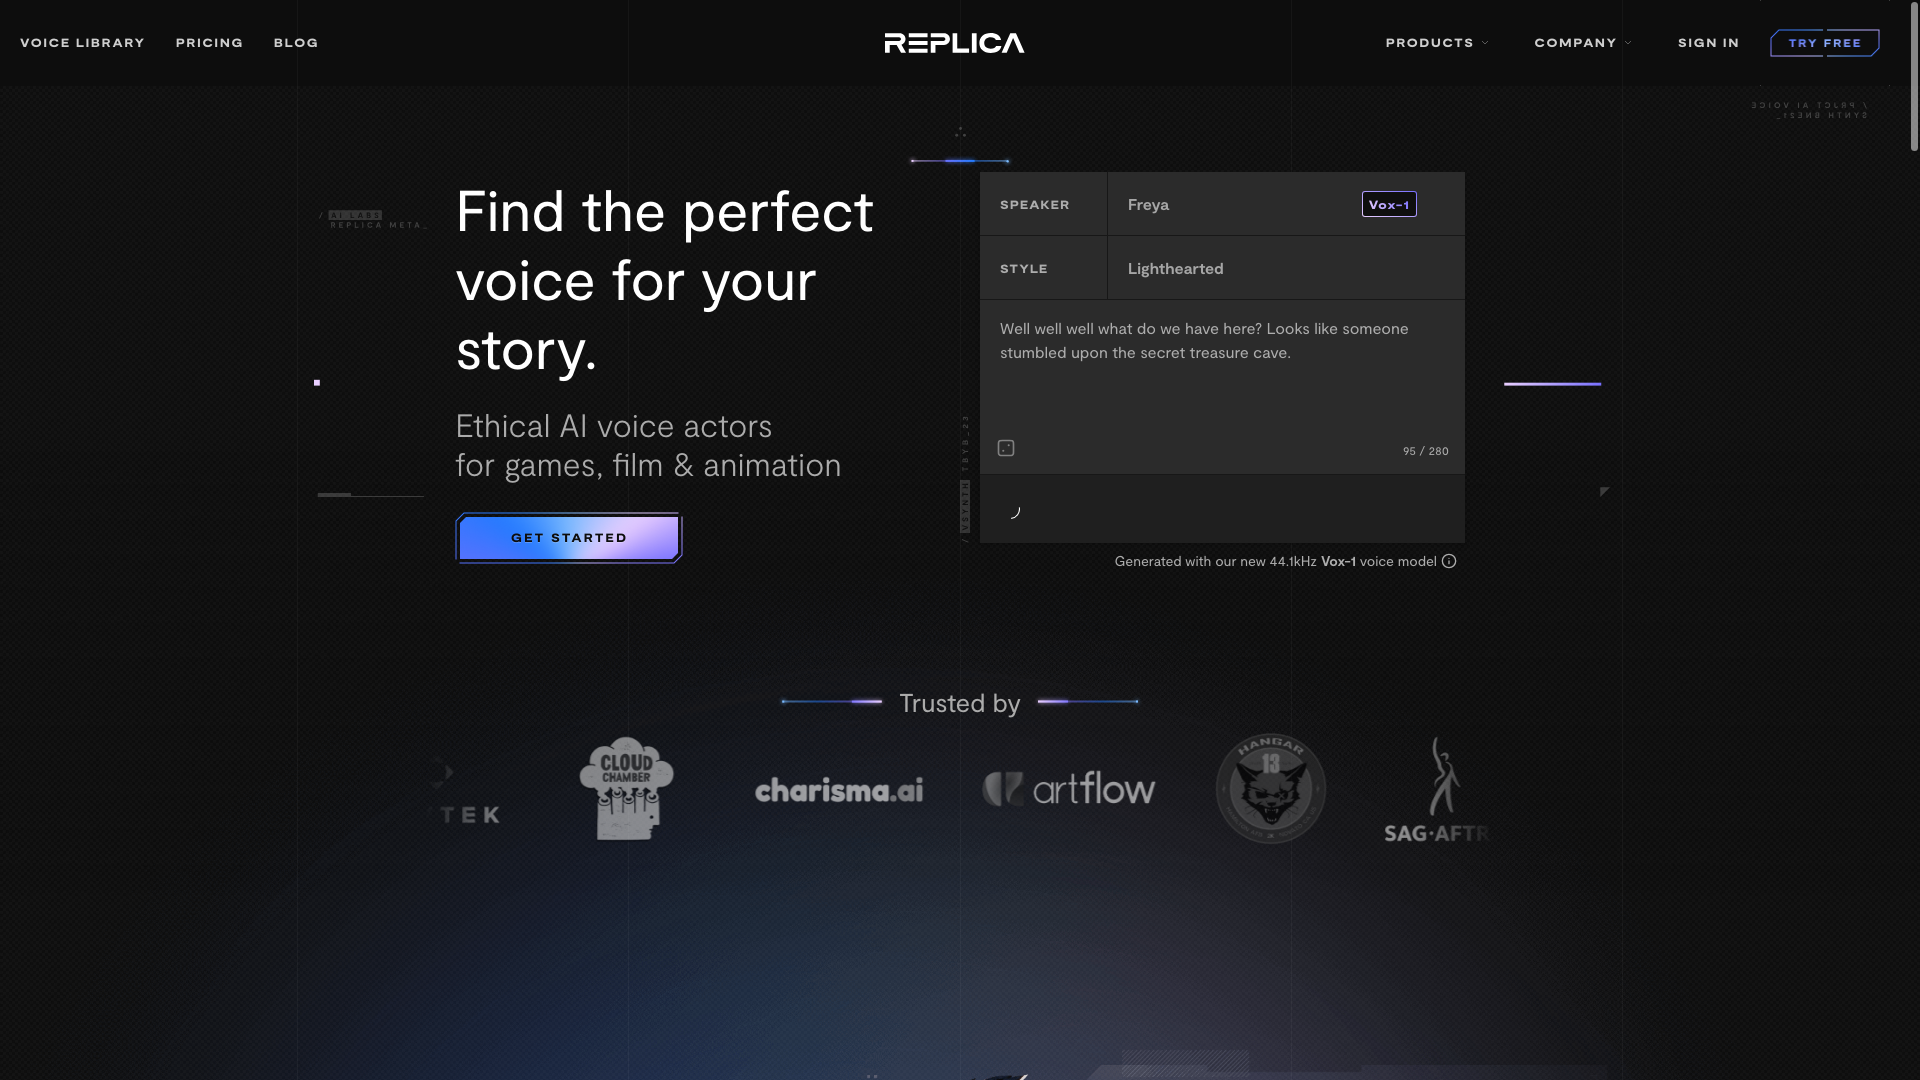 VOICE LIBRARY
PRICING
BLOG
REPLICA
PRODUCTS
COMPANY
SIGN IN
TRY FREE
/ AI LABS
REPLICA META_
Find the perfect
voice for your
story.
Ethical AI voice actors
for games, film & animation
GET STARTED
SPEAKER
Freya
Vox-1
STYLE
Lighthearted
Well well well what do we have here? Looks like someone
stumbled upon the secret treasure cave.
95 / 280
/ VSYNTH TBYB_23
Generated with our new 44.1kHz Vox-1 voice model
Trusted by
TEK
CLOUD
CHAMBER
charisma.ai
artflow
HANGAR
13
SAG·AFTR